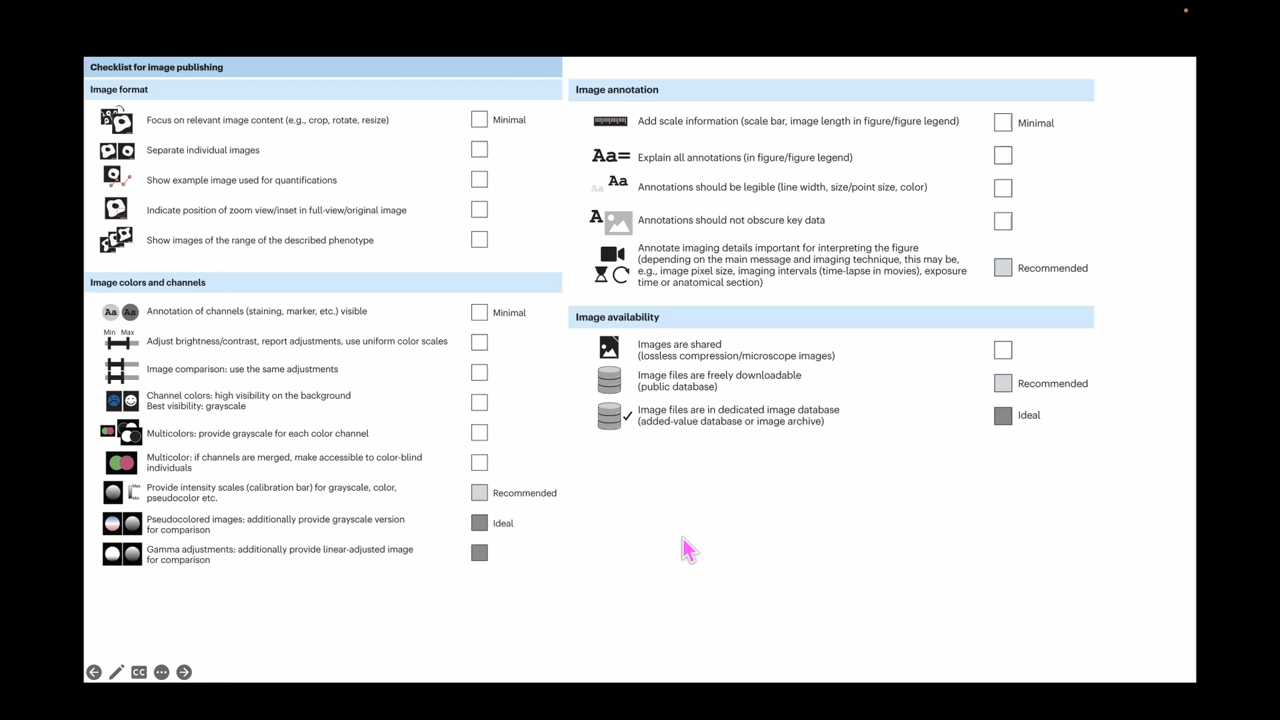 Checklist for image publishing
Image format
Focus on relevant image content (e.g., crop, rotate, resize)
Minimal
Separate individual images
Show example image used for quantifications
Indicate position of zoom view/inset in full-view/original image
Show images of the range of the described phenotype
Image colors and channels
Aa Aa
Annotation of channels (staining, marker, etc.) visible
Minimal
Min Max
Adjust brightness/contrast, report adjustments, use uniform color scales
Image comparison: use the same adjustments
Channel colors: high visibility on the background
Best visibility: grayscale
Multicolors: provide grayscale for each color channel
Multicolor: if channels are merged, make accessible to color-blind
individuals
Max
Min
Provide intensity scales (calibration bar) for grayscale, color,
pseudocolor etc.
Recommended
Pseudocolored images: additionally provide grayscale version
for comparison
Ideal
Gamma adjustments: additionally provide linear-adjusted image
for comparison
Image annotation
Add scale information (scale bar, image length in figure/figure legend)
Minimal
Aa=
Explain all annotations (in figure/figure legend)
Aa Aa
Annotations should be legible (line width, size/point size, color)
A
Annotations should not obscure key data
Annotate imaging details important for interpreting the figure
(depending on the main message and imaging technique, this may be,
e.g., image pixel size, imaging intervals (time-lapse in movies), exposure
time or anatomical section)
Recommended
Image availability
Images are shared
(lossless compression/microscope images)
Image files are freely downloadable
(public database)
Recommended
Image files are in dedicated image database
(added-value database or image archive)
Ideal
CC